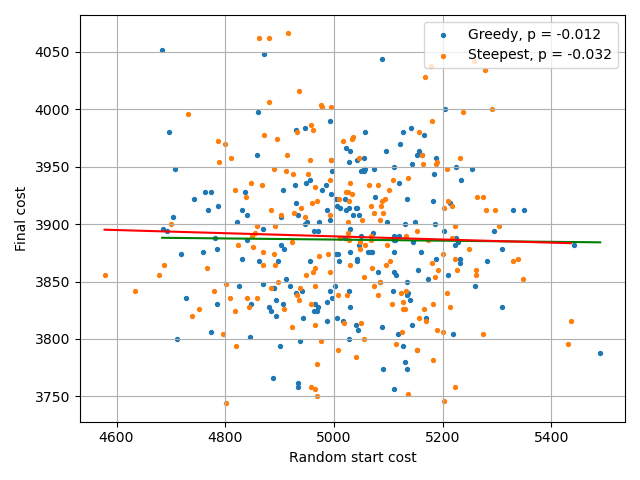 Greedy, p = -0.012
Steepest, p = -0.032
Final cost
4050
4000
3950
3900
3850
3800
3750
4600 4800 5000 5200 5400
Random start cost